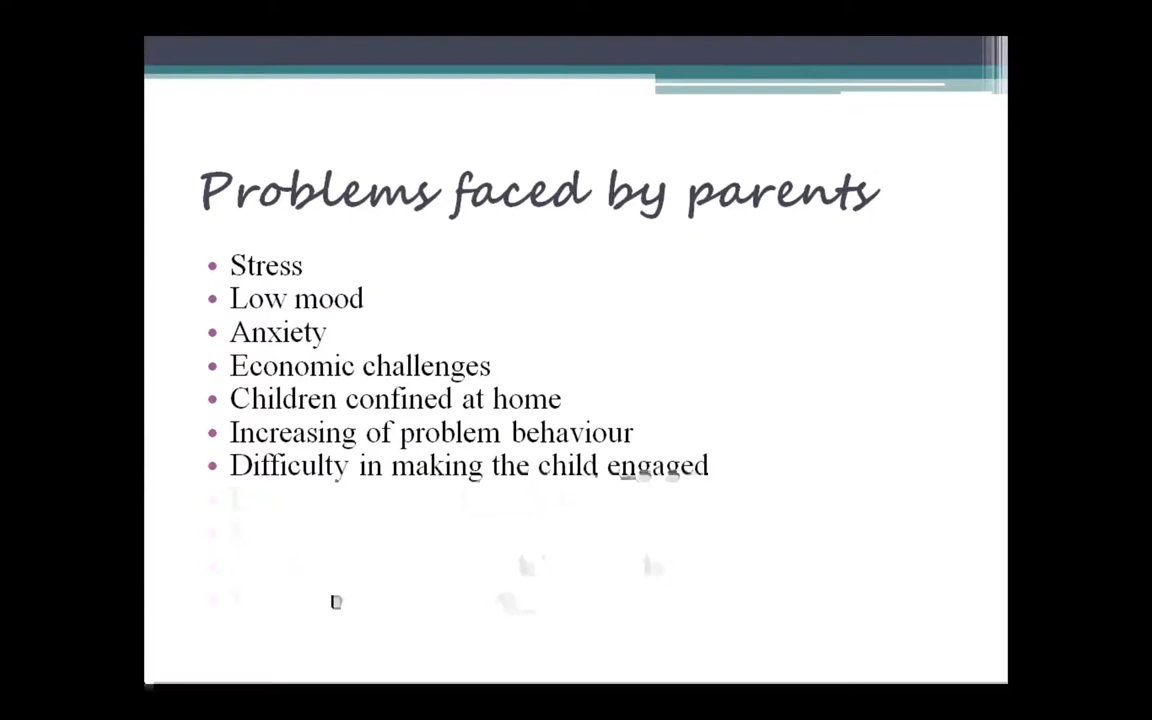 Problems faced by parents
• Stress
• Low mood
• Anxiety
• Economic challenges
• Children confined at home
• Increasing of problem behaviour
• Difficulty in making the child engaged